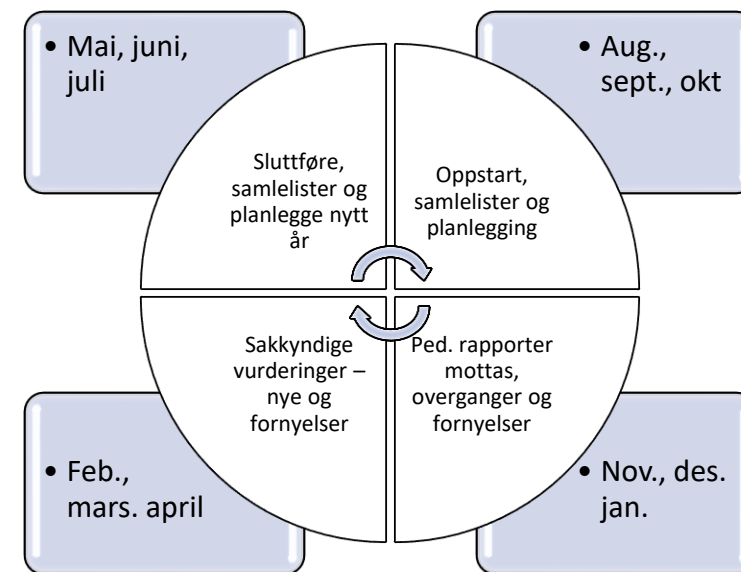 • Mai, juni,
juli
• Aug.,
sept., okt
Sluttføre,
samlelister og
planlegge nytt
år
Oppstart,
samlelister og
planlegging
Sakkyndige
vurderinger –
nye og
fornyelser
Ped. rapporter
mottas,
overganger og
fornyelser
• Feb.,
mars. april
• Nov., des.
jan.